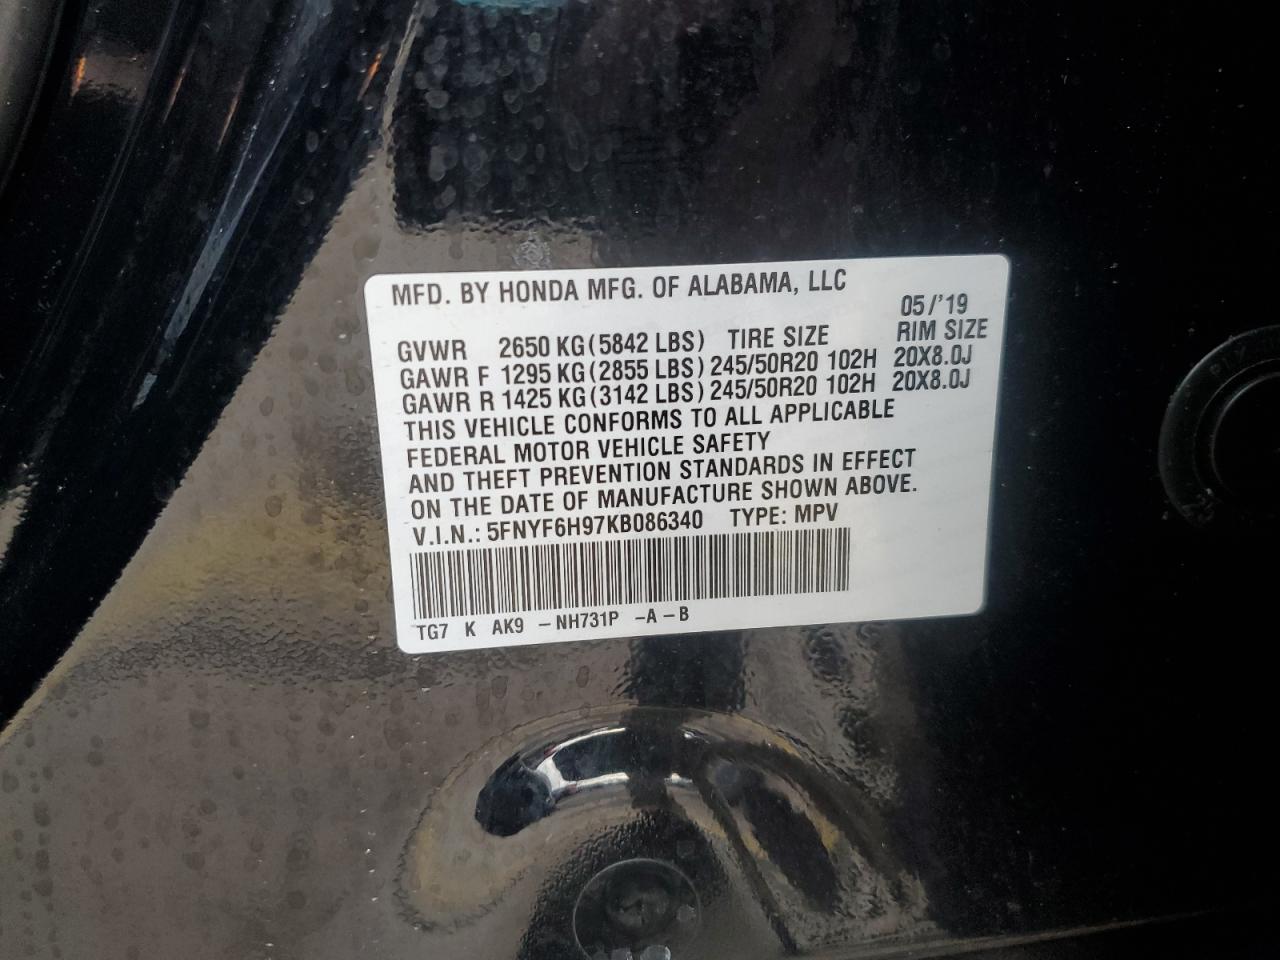 MFD. BY HONDA MFG. OF ALABAMA, LLC
05/'19
GVWR 2650 KG(5842 LBS) TIRE SIZE RIM SIZE
GAWR F 1295 KG(2855 LBS) 245/50R20 102H 20X8.0J
GAWR R 1425 KG(3142 LBS) 245/50R20 102H 20X8.0J
THIS VEHICLE CONFORMS TO ALL APPLICABLE
FEDERAL MOTOR VEHICLE SAFETY
AND THEFT PREVENTION STANDARDS IN EFFECT
ON THE DATE OF MANUFACTURE SHOWN ABOVE.
V.I.N.: 5FNYF6H97KB086340 TYPE: MPV
TG7 K AK9 -NH731P -A-B